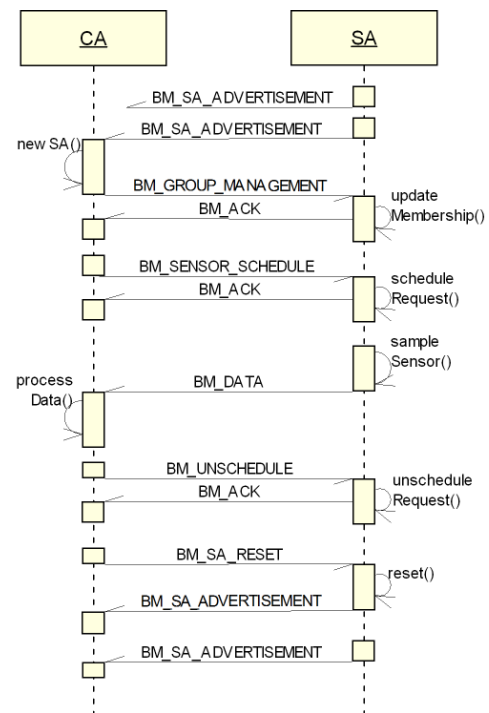 CA
SA
BM_SA_ADVERTISEMENT
BM_SA_ADVERTISEMENT
new SA()
BM_GROUP_MANAGEMENT
update
Membership()
BM_ACK
BM_SENSOR_SCHEDULE
schedule
Request()
BM_ACK
sample
Sensor()
process
Data()
BM_DATA
BM_UNSCHEDULE
unschedule
Request()
BM_ACK
BM_SA_RESET
reset()
BM_SA_ADVERTISEMENT
BM_SA_ADVERTISEMENT